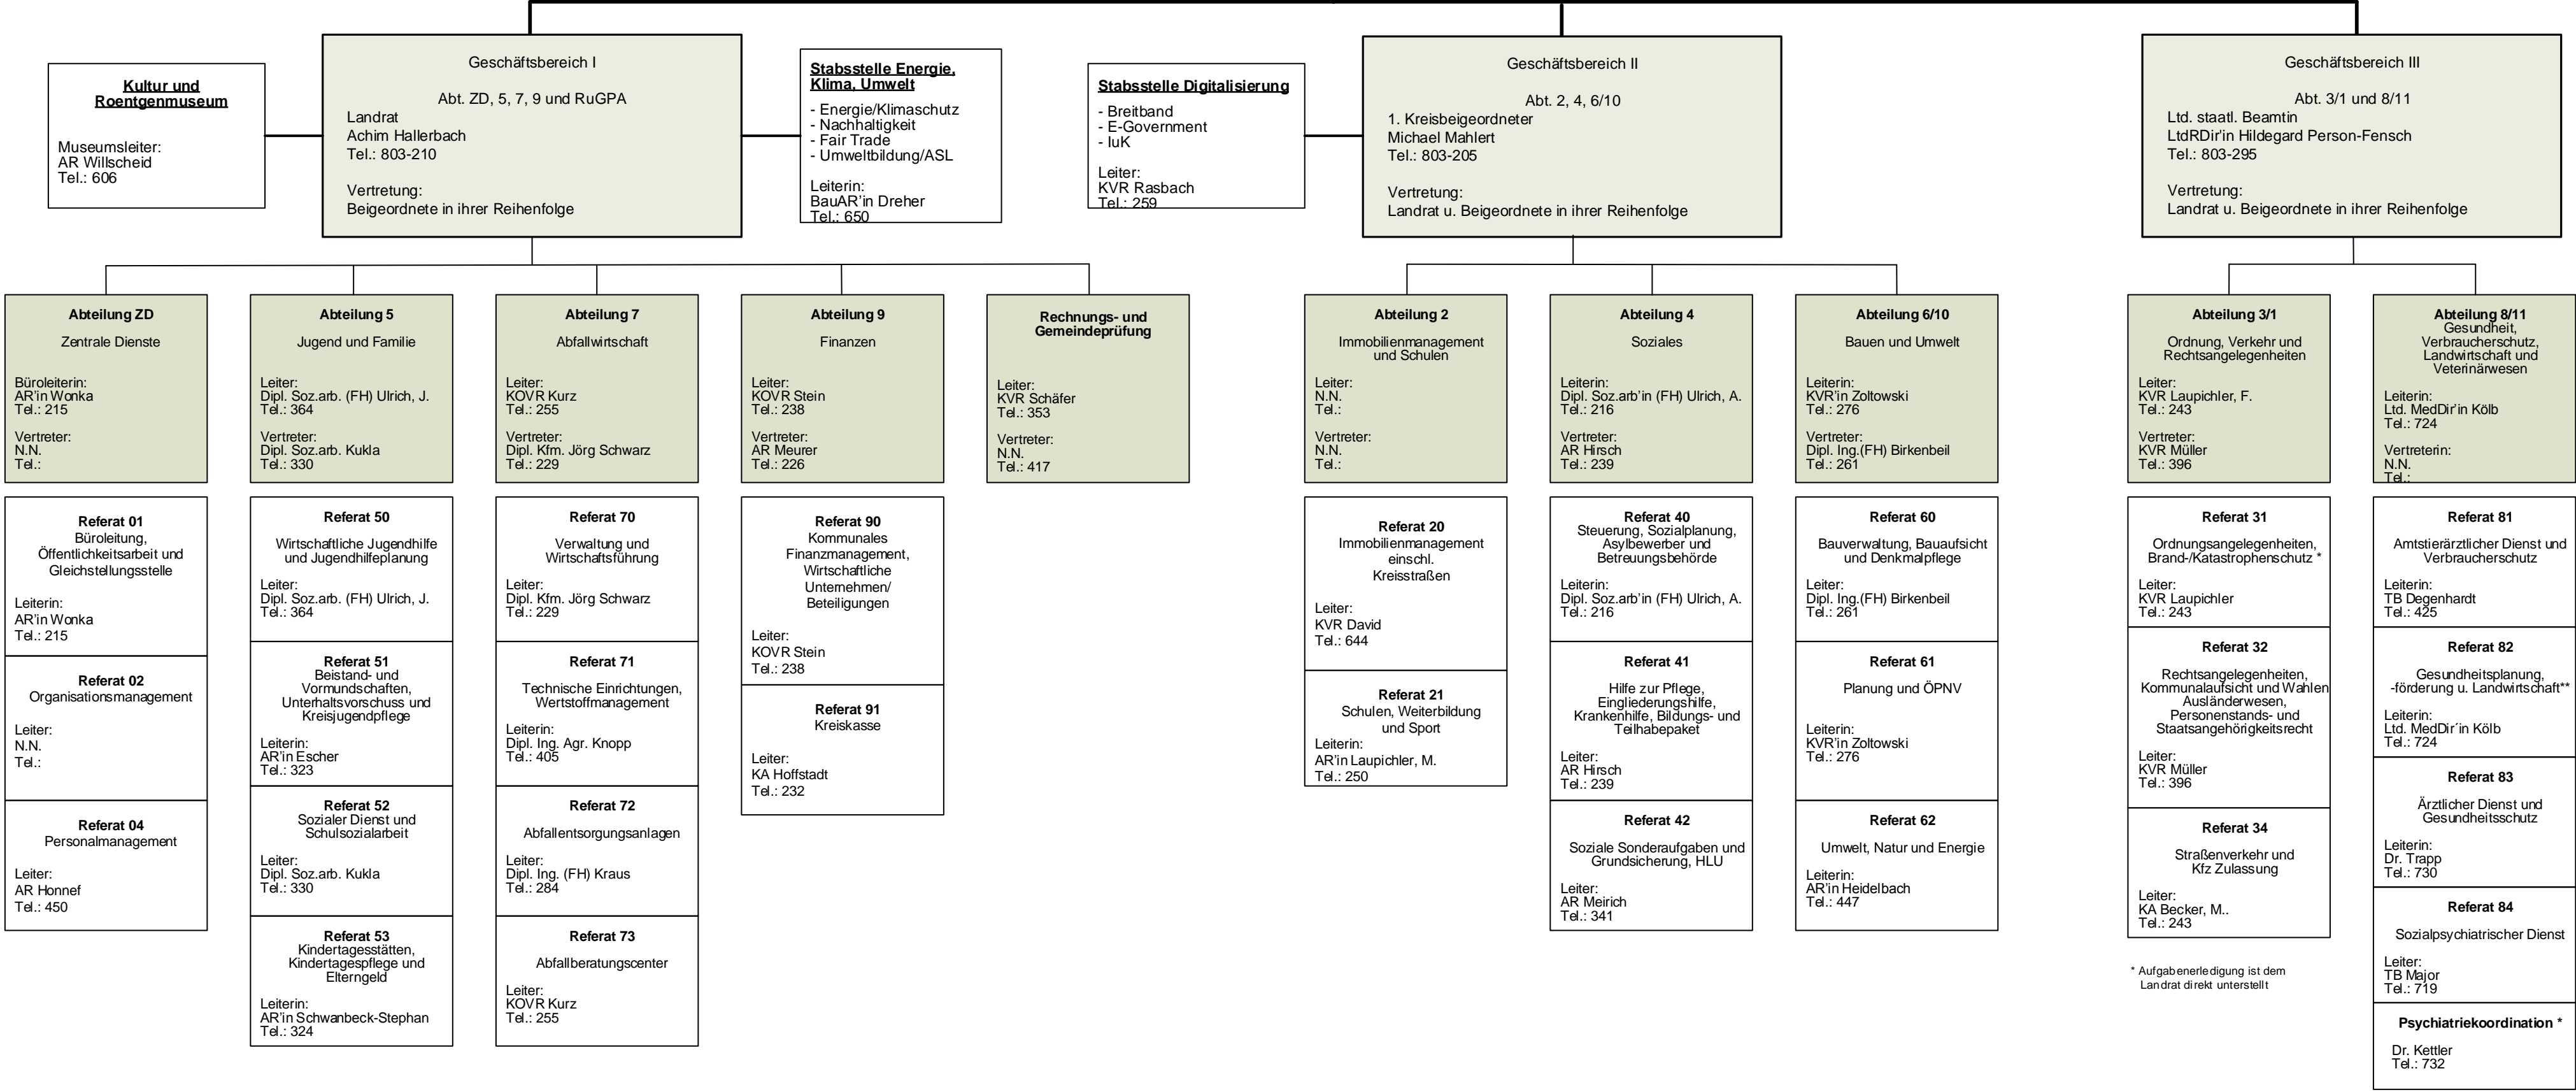 Kultur und
Roentgenmuseum
Museumsleiter:
AR Willscheid
Tel.: 606
Geschäftsbereich I
Abt. ZD, 5, 7, 9 und RuGPA
Landrat
Achim Hallerbach
Tel.: 803-210
Vertretung:
Beigeordnete in ihrer Reihenfolge
Stabsstelle Energie,
Klima, Umwelt
- Energie/Klimaschutz
- Nachhaltigkeit
- Fair Trade
- Umweltbildung/ASL
Leiterin:
BauAR'in Dreher
Tel.: 650
Stabsstelle Digitalisierung
- Breitband
- E-Government
- IuK
Leiter:
KVR Rasbach
Tel.: 259
Geschäftsbereich II
Abt. 2, 4, 6/10
1. Kreisbeigeordneter
Michael Mahlert
Tel.: 803-205
Vertretung:
Landrat u. Beigeordnete in ihrer Reihenfolge
Geschäftsbereich III
Abt. 3/1 und 8/11
Ltd. staatl. Beamtin
LtdRDir'in Hildegard Person-Fensch
Tel.: 803-295
Vertretung:
Landrat u. Beigeordnete in ihrer Reihenfolge
Abteilung ZD
Zentrale Dienste
Büroleiterin:
AR'in Wonka
Tel.: 215
Vertreter:
N.N.
Tel.:
Abteilung 5
Jugend und Familie
Leiter:
Dipl. Soz.arb. (FH) Ulrich, J.
Tel.: 364
Vertreter:
Dipl. Soz.arb. Kukla
Tel.: 330
Abteilung 7
Abfallwirtschaft
Leiter:
KOVR Kurz
Tel.: 255
Vertreter:
Dipl. Kfm. Jörg Schwarz
Tel.: 229
Abteilung 9
Finanzen
Leiter:
KOVR Stein
Tel.: 238
Vertreter:
AR Meurer
Tel.: 226
Rechnungs- und
Gemeindeprüfung
Leiter:
KVR Schäfer
Tel.: 353
Vertreter:
N.N.
Tel.: 417
Abteilung 2
Immobilienmanagement
und Schulen
Leiter:
N.N.
Tel.:
Vertreter:
N.N.
Tel.:
Abteilung 4
Soziales
Leiterin:
Dipl. Soz.arb'in (FH) Ulrich, A.
Tel.: 216
Vertreter:
AR Hirsch
Tel.: 239
Abteilung 6/10
Bauen und Umwelt
Leiterin:
KVR'in Zoltowski
Tel.: 276
Vertreter:
Dipl. Ing.(FH) Birkenbeil
Tel.: 261
Abteilung 3/1
Ordnung, Verkehr und
Rechtsangelegenheiten
Leiter:
KVR Laupichler, F.
Tel.: 243
Vertreter:
KVR Müller
Tel.: 396
Abteilung 8/11
Gesundheit,
Verbraucherschutz,
Landwirtschaft und
Veterinärwesen
Leiterin:
Ltd. MedDir'in Kölb
Tel.: 724
Vertreterin:
N.N.
Tel.:
Referat 01
Büroleitung,
Öffentlichkeitsarbeit und
Gleichstellungsstelle
Leiterin:
AR'in Wonka
Tel.: 215
Referat 02
Organisationsmanagement
Leiter:
N.N.
Tel.:
Referat 04
Personalmanagement
Leiter:
AR Honnef
Tel.: 450
Referat 50
Wirtschaftliche Jugendhilfe
und Jugendhilfeplanung
Leiter:
Dipl. Soz.arb. (FH) Ulrich, J.
Tel.: 364
Referat 51
Beistand- und
Vormundschaften,
Unterhaltsvorschuss und
Kreisjugendpflege
Leiterin:
AR'in Escher
Tel.: 323
Referat 52
Sozialer Dienst und
Schulsozialarbeit
Leiter:
Dipl. Soz.arb. Kukla
Tel.: 330
Referat 53
Kindertagesstätten,
Kindertagespflege und
Elterngeld
Leiterin:
AR'in Schwanbeck-Stephan
Tel.: 324
Referat 70
Verwaltung und
Wirtschaftsführung
Leiter:
Dipl. Kfm. Jörg Schwarz
Tel.: 229
Referat 71
Technische Einrichtungen,
Wertstoffmanagement
Leiterin:
Dipl. Ing. Agr. Knopp
Tel.: 405
Referat 72
Abfallentsorgungsanlagen
Leiter:
Dipl. Ing. (FH) Kraus
Tel.: 284
Referat 73
Abfallberatungscenter
Leiter:
KOVR Kurz
Tel.: 255
Referat 90
Kommunales
Finanzmanagement,
Wirtschaftliche
Unternehmen/
Beteiligungen
Leiter:
KOVR Stein
Tel.: 238
Referat 91
Kreiskasse
Leiter:
KA Hoffstadt
Tel.: 232
Referat 20
Immobilienmanagement
einschl.
Kreisstraßen
Leiter:
KVR David
Tel.: 644
Referat 21
Schulen, Weiterbildung
und Sport
Leiterin:
AR'in Laupichler, M.
Tel.: 250
Referat 40
Steuerung, Sozialplanung,
Asylbewerber und
Betreuungsbehörde
Leiterin:
Dipl. Soz.arb'in (FH) Ulrich, A.
Tel.: 216
Referat 41
Hilfe zur Pflege,
Eingliederungshilfe,
Krankenhilfe, Bildungs- und
Teilhabepaket
Leiter:
AR Hirsch
Tel.: 239
Referat 42
Soziale Sonderaufgaben und
Grundsicherung, HLU
Leiter:
AR Meirich
Tel.: 341
Referat 60
Bauverwaltung, Bauaufsicht
und Denkmalpflege
Leiter:
Dipl. Ing.(FH) Birkenbeil
Tel.: 261
Referat 61
Planung und ÖPNV
Leiterin:
KVR'in Zoltowski
Tel.: 276
Referat 62
Umwelt, Natur und Energie
Leiterin:
AR'in Heidelbach
Tel.: 447
Referat 31
Ordnungsangelegenheiten,
Brand-/Katastrophenschutz *
Leiter:
KVR Laupichler
Tel.: 243
Referat 32
Rechtsangelegenheiten,
Kommunalaufsicht und Wahlen
Ausländerwesen,
Personenstands- und
Staatsangehörigkeitsrecht
Leiter:
KVR Müller
Tel.: 396
Referat 34
Straßenverkehr und
Kfz Zulassung
Leiter:
KA Becker, M..
Tel.: 243
* Aufgabenerledigung ist dem
Landrat direkt unterstellt
Referat 81
Amtstierärztlicher Dienst und
Verbraucherschutz
Leiterin:
TB Degenhardt
Tel.: 425
Referat 82
Gesundheitsplanung,
-förderung u. Landwirtschaft**
Leiterin:
Ltd. MedDir´in Kölb
Tel.: 724
Referat 83
Ärztlicher Dienst und
Gesundheitsschutz
Leiterin:
Dr. Trapp
Tel.: 730
Referat 84
Sozialpsychiatrischer Dienst
Leiter:
TB Major
Tel.: 719
Psychiatriekoordination *
Dr. Kettler
Tel.: 732